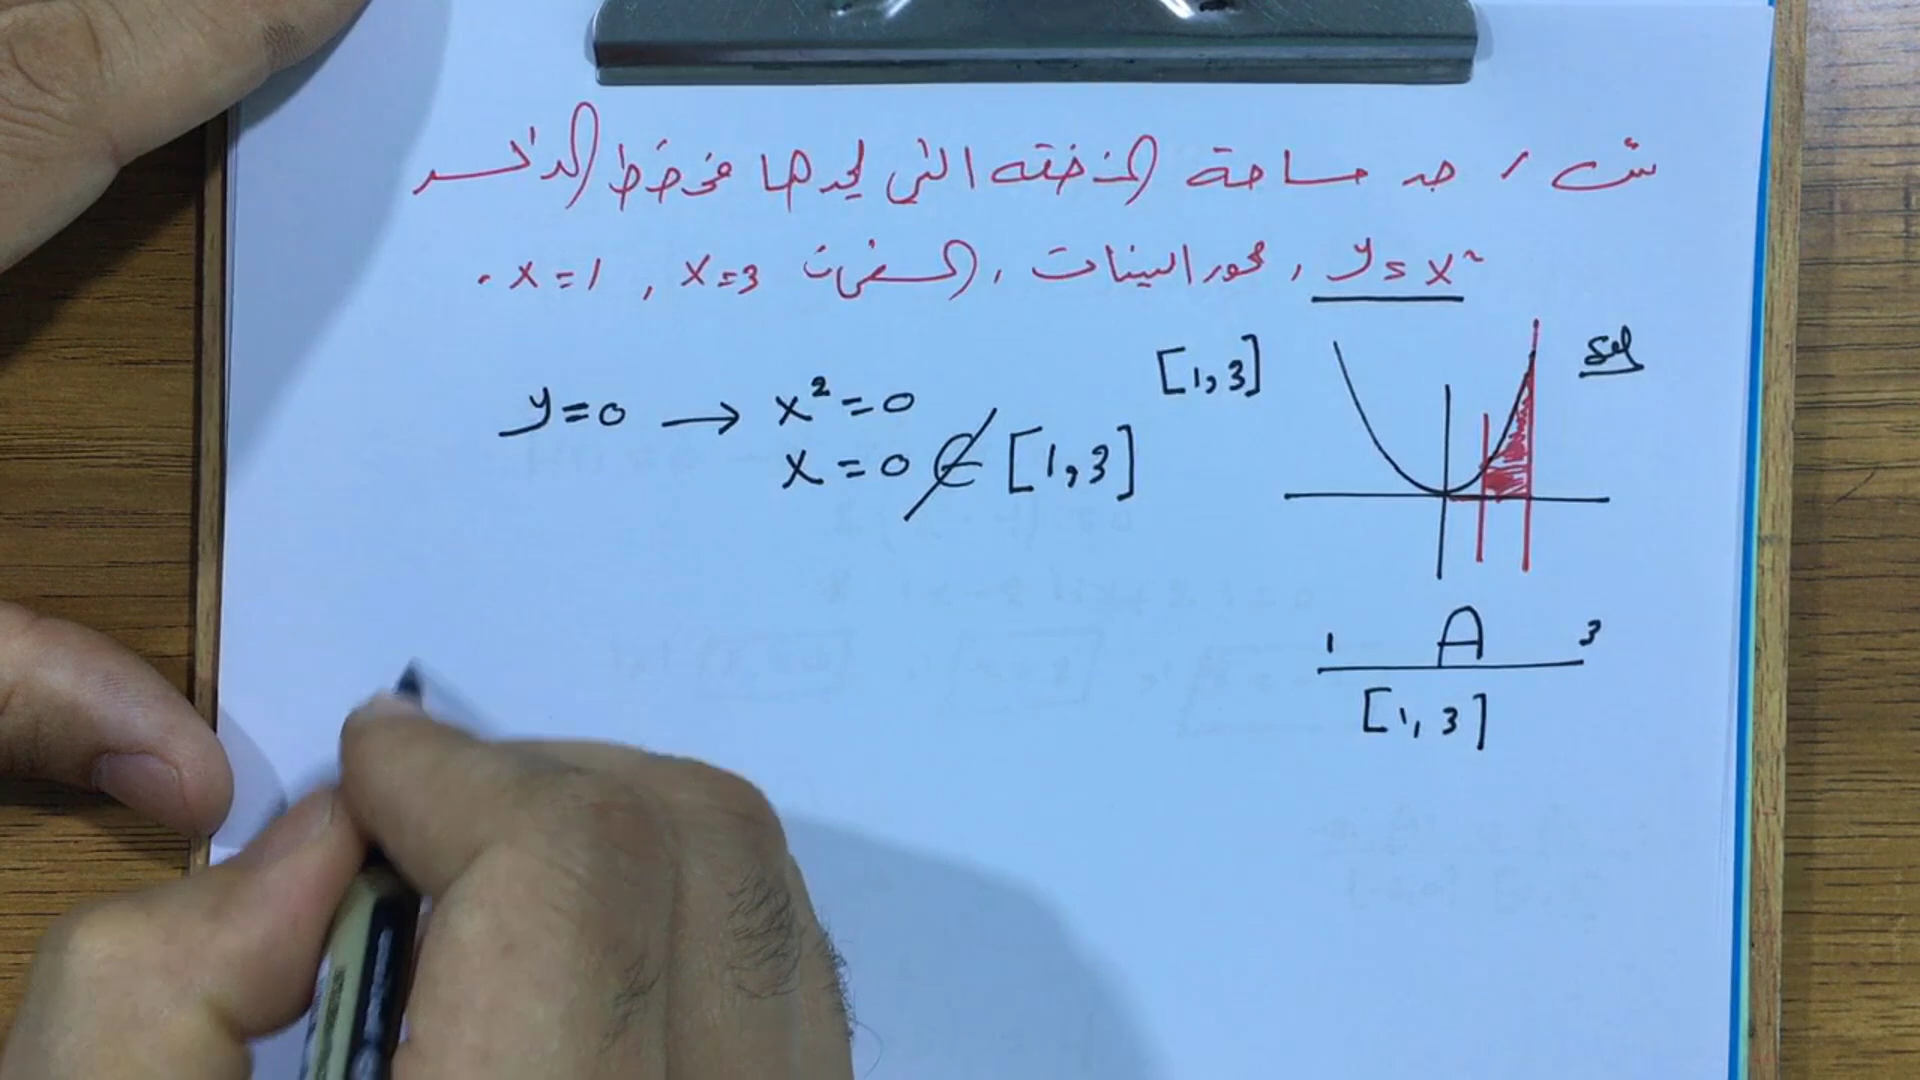 س / جد مساحة المنطقة التي يحدها مخطط الدالة
y = x² ، محور السينات ، المستقيمات x = 3 , x = 1 .
sol
[1, 3]
y = 0 → x² = 0
x = 0 ∉ [1, 3]
1 A 3
[1, 3]